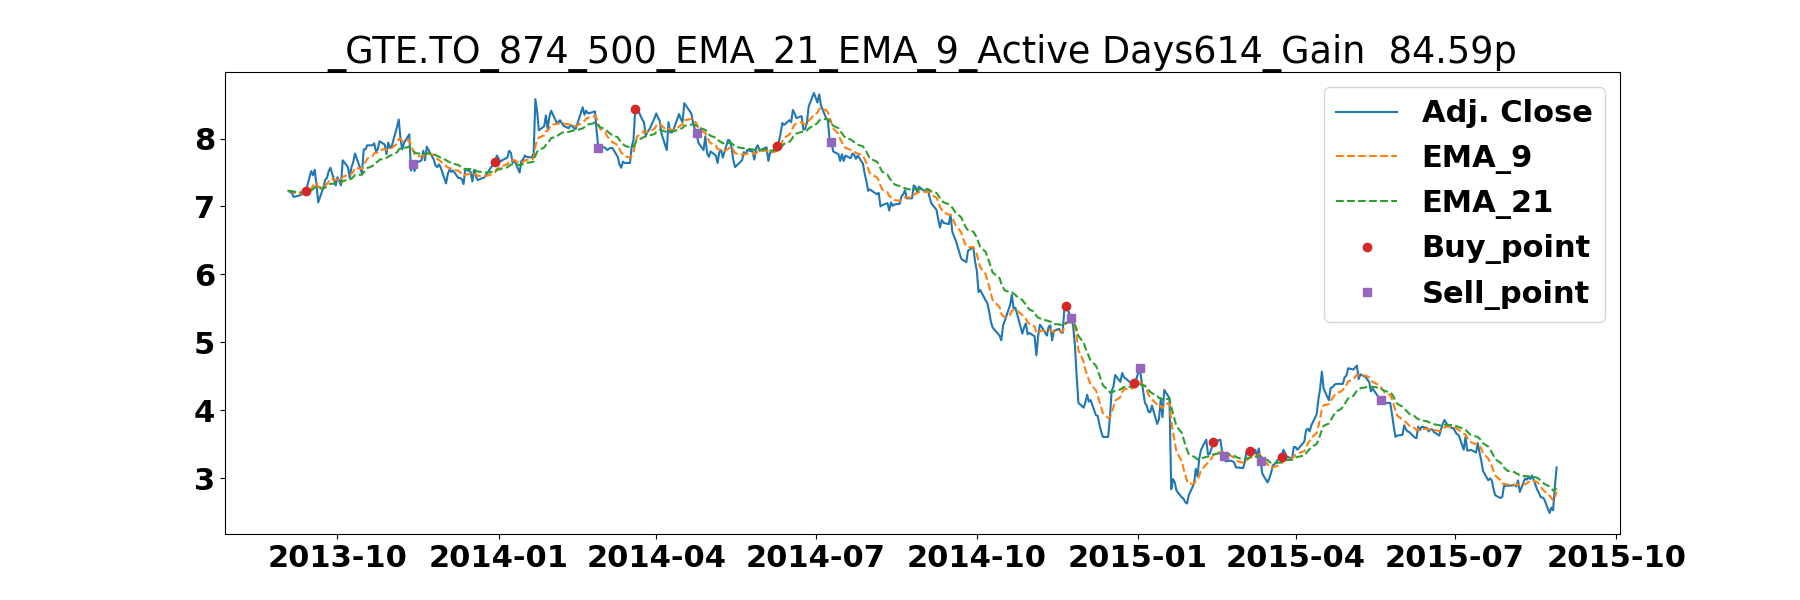 _GTE.TO_874_500_EMA_21_EMA_9_Active Days614_Gain  84.59p
Adj. Close
EMA_9
EMA_21
Buy_point
Sell_point
8
7
6
5
4
3
2013-10 2014-01 2014-04 2014-07 2014-10 2015-01 2015-04 2015-07 2015-10